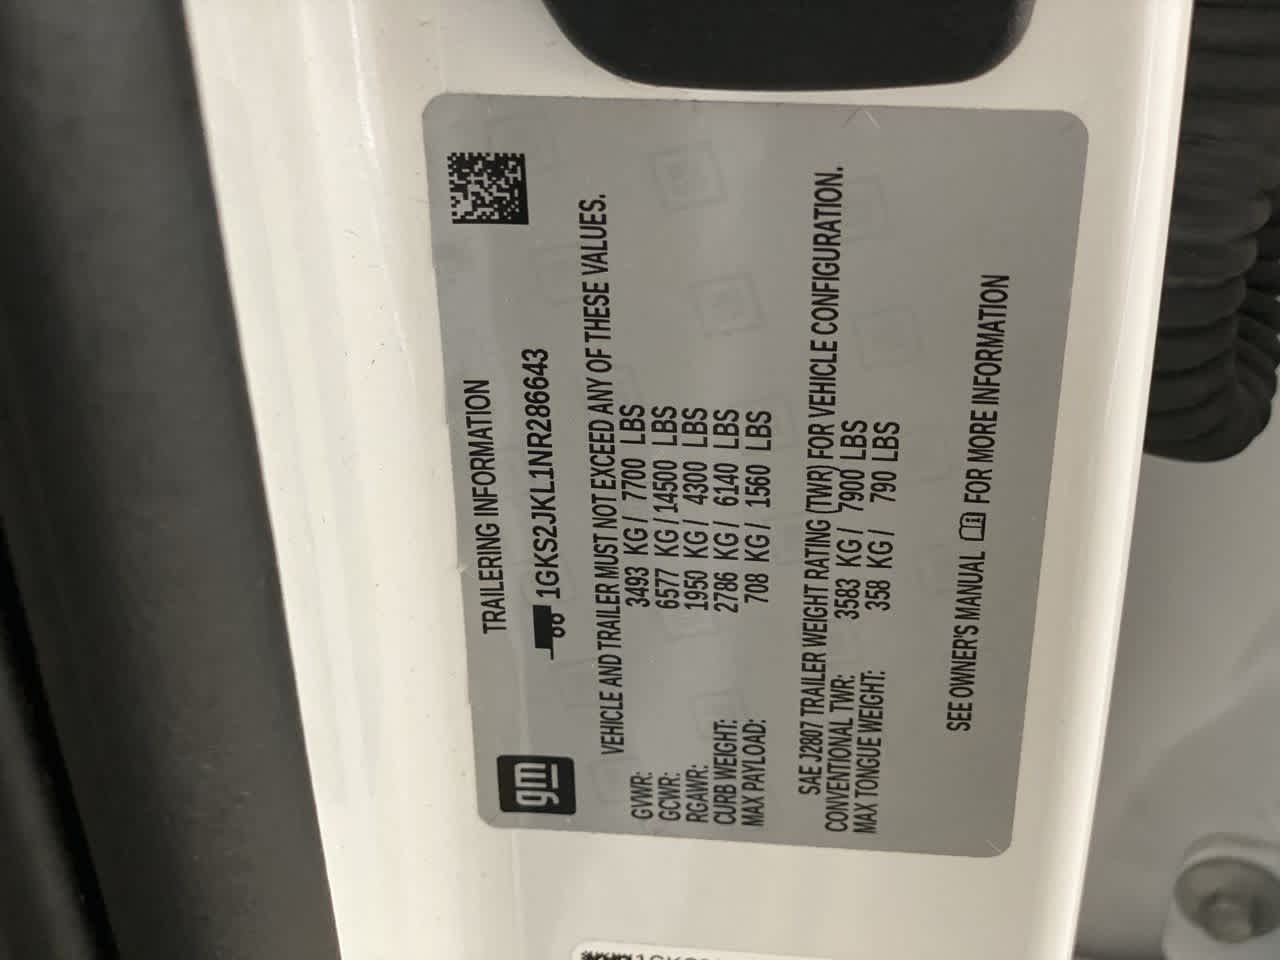 gm
TRAILERING INFORMATION
1GKS2JKL1NR286643
VEHICLE AND TRAILER MUST NOT EXCEED ANY OF THESE VALUES.
GVWR: 3493 KG / 7700 LBS
GCWR: 6577 KG / 14500 LBS
RGAWR: 1950 KG / 4300 LBS
CURB WEIGHT: 2786 KG / 6140 LBS
MAX PAYLOAD: 708 KG / 1560 LBS
SAE J2807 TRAILER WEIGHT RATING (TWR) FOR VEHICLE CONFIGURATION.
CONVENTIONAL TWR: 3583 KG / 7900 LBS
MAX TONGUE WEIGHT: 358 KG / 790 LBS
SEE OWNER'S MANUAL FOR MORE INFORMATION